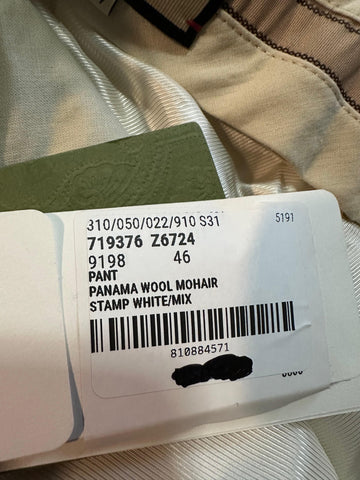 310/050/022/910 S31 5191
719376 Z6724
9198 46
PANT
PANAMA WOOL MOHAIR
STAMP WHITE/MIX
810884571